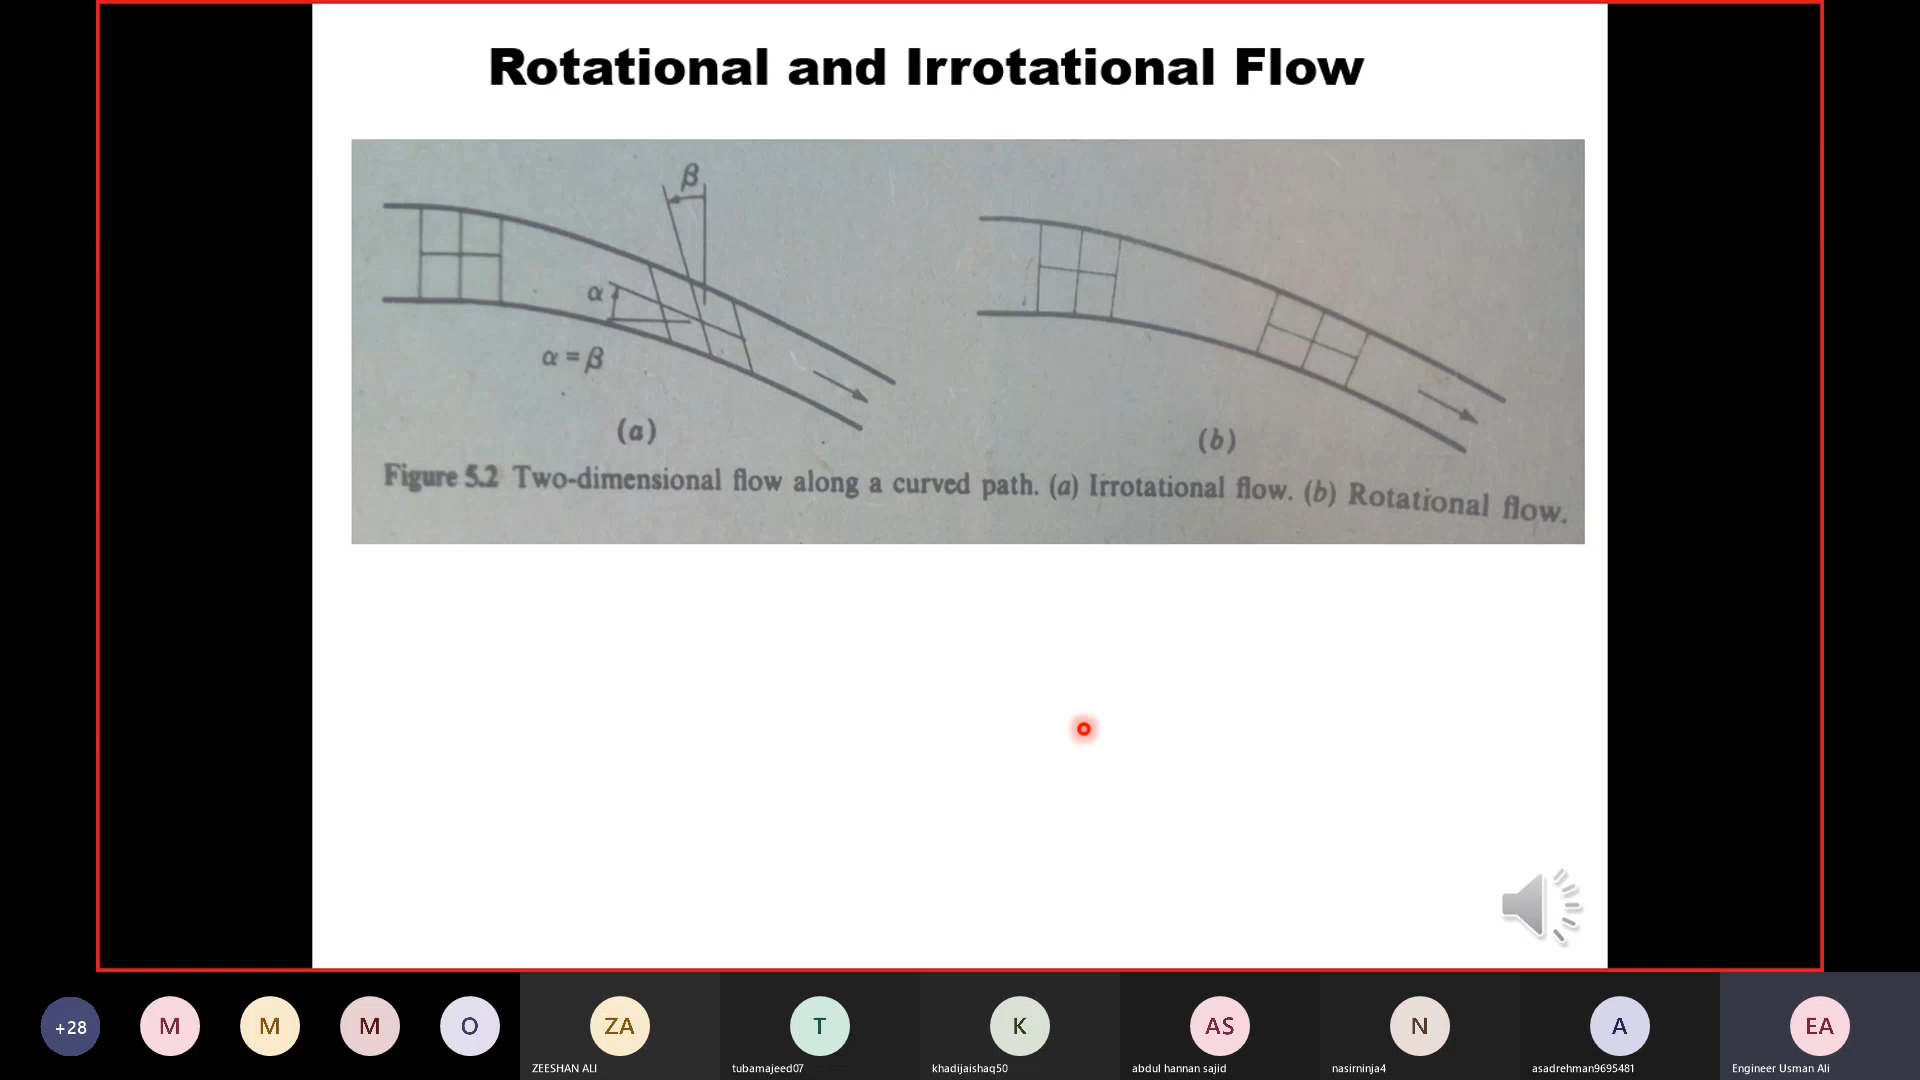 Rotational and Irrotational Flow
β
α
α = β
(a)
(b)
Figure 5.2 Two-dimensional flow along a curved path. (a) Irrotational flow. (b) Rotational flow.
+28
M
M
M
O
ZA
T
K
AS
N
A
EA
ZEESHAN ALI
tubamajeed07
khadijaishaq50
abdul hannan sajid
nasirninja4
asadrehman9695481
Engineer Usman Ali